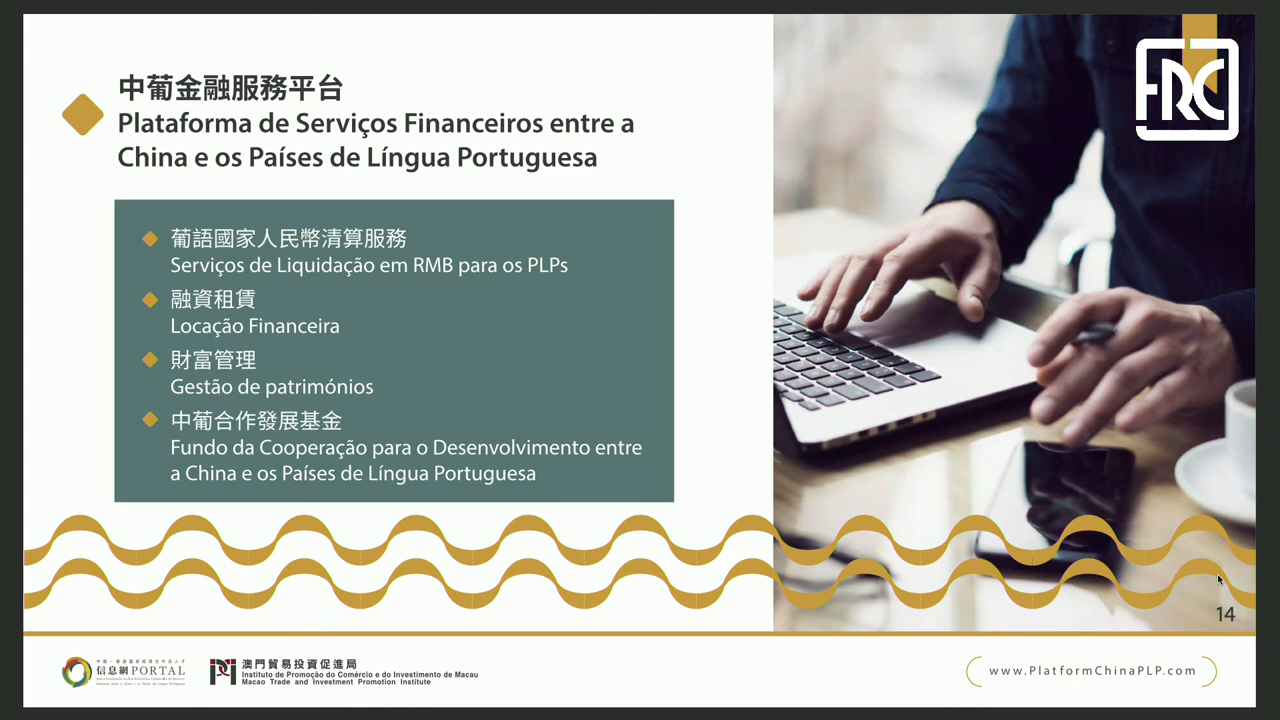 中葡金融服務平台
Plataforma de Serviços Financeiros entre a
China e os Países de Língua Portuguesa
葡語國家人民幣清算服務
Serviços de Liquidação em RMB para os PLPs
融資租賃
Locação Financeira
財富管理
Gestão de patrimónios
中葡合作發展基金
Fundo da Cooperação para o Desenvolvimento entre
a China e os Países de Língua Portuguesa
FRC
14
信息網 PORTAL
澳門貿易投資促進局
Instituto de Promoção do Comércio e do Investimento de Macau
Macao Trade and Investment Promotion Institute
www.PlatformChinaPLP.com